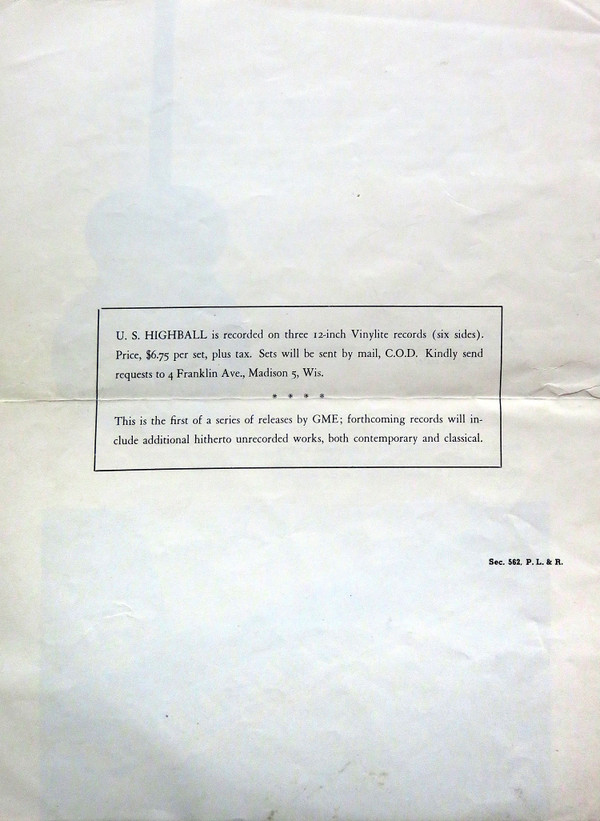 U. S. HIGHBALL is recorded on three 12-inch Vinylite records (six sides).
Price, $6.75 per set, plus tax. Sets will be sent by mail, C.O.D. Kindly send
requests to 4 Franklin Ave., Madison 5, Wis.
* * * *
This is the first of a series of releases by GME; forthcoming records will in-
clude additional hitherto unrecorded works, both contemporary and classical.
Sec. 562, P. L. & R.